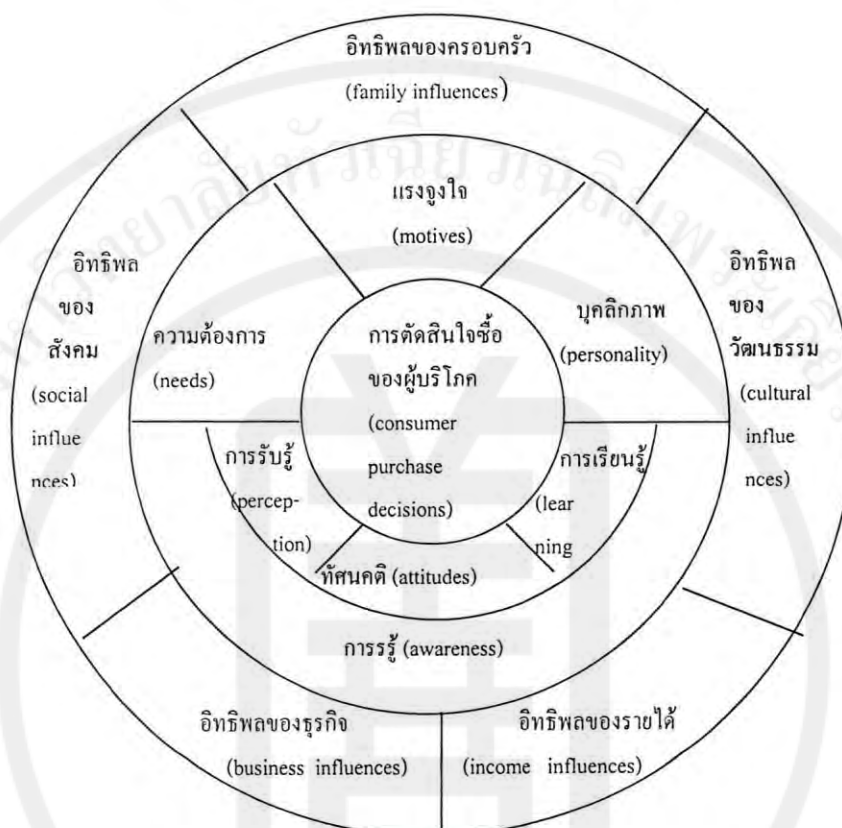 อิทธิพลของครอบครัว
(family influences)
แรงจูงใจ
(motives)
อิทธิพล
ของ
สังคม
(social
influe
nces)
ความต้องการ
(needs)
การตัดสินใจซื้อ
ของผู้บริโภค
(consumer
purchase
decisions)
บุคลิกภาพ
(personality)
อิทธิพล
ของ
วัฒนธรรม
(cultural
influe
nces)
การรับรู้
(percep-
tion)
การเรียนรู้
(lear
ning
ทัศนคติ (attitudes)
การรรู้ (awareness)
อิทธิพลของธุรกิจ
(business influences)
อิทธิพลของรายได้
(income influences)